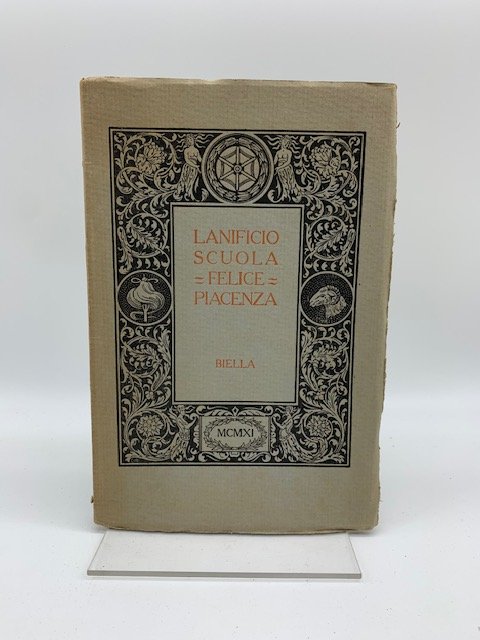 LANIFICIO
SCUOLA
=FELICE=
PIACENZA
BIELLA
MCMXI